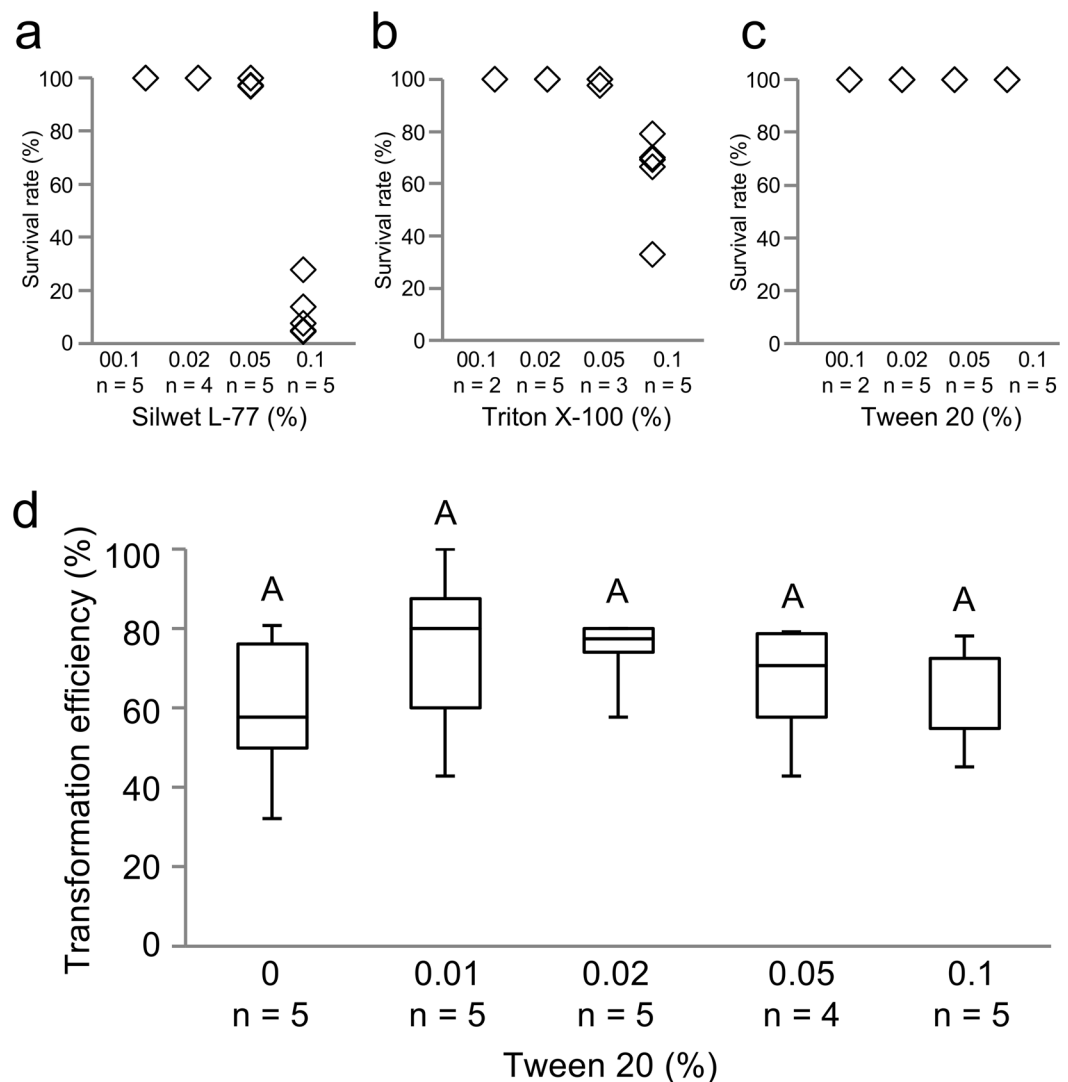 a
Survival rate (%)
100
80
60
40
20
0
00.1 0.02 0.05 0.1
n = 5 n = 4 n = 5 n = 5
Silwet L-77 (%)
b
Survival rate (%)
100
80
60
40
20
0
00.1 0.02 0.05 0.1
n = 2 n = 5 n = 3 n = 5
Triton X-100 (%)
c
Survival rate (%)
100
80
60
40
20
0
00.1 0.02 0.05 0.1
n = 2 n = 5 n = 5 n = 5
Tween 20 (%)
d
Transformation efficiency (%)
100
80
60
40
20
0
A A A A A
0 0.01 0.02 0.05 0.1
n = 5 n = 5 n = 5 n = 4 n = 5
Tween 20 (%)